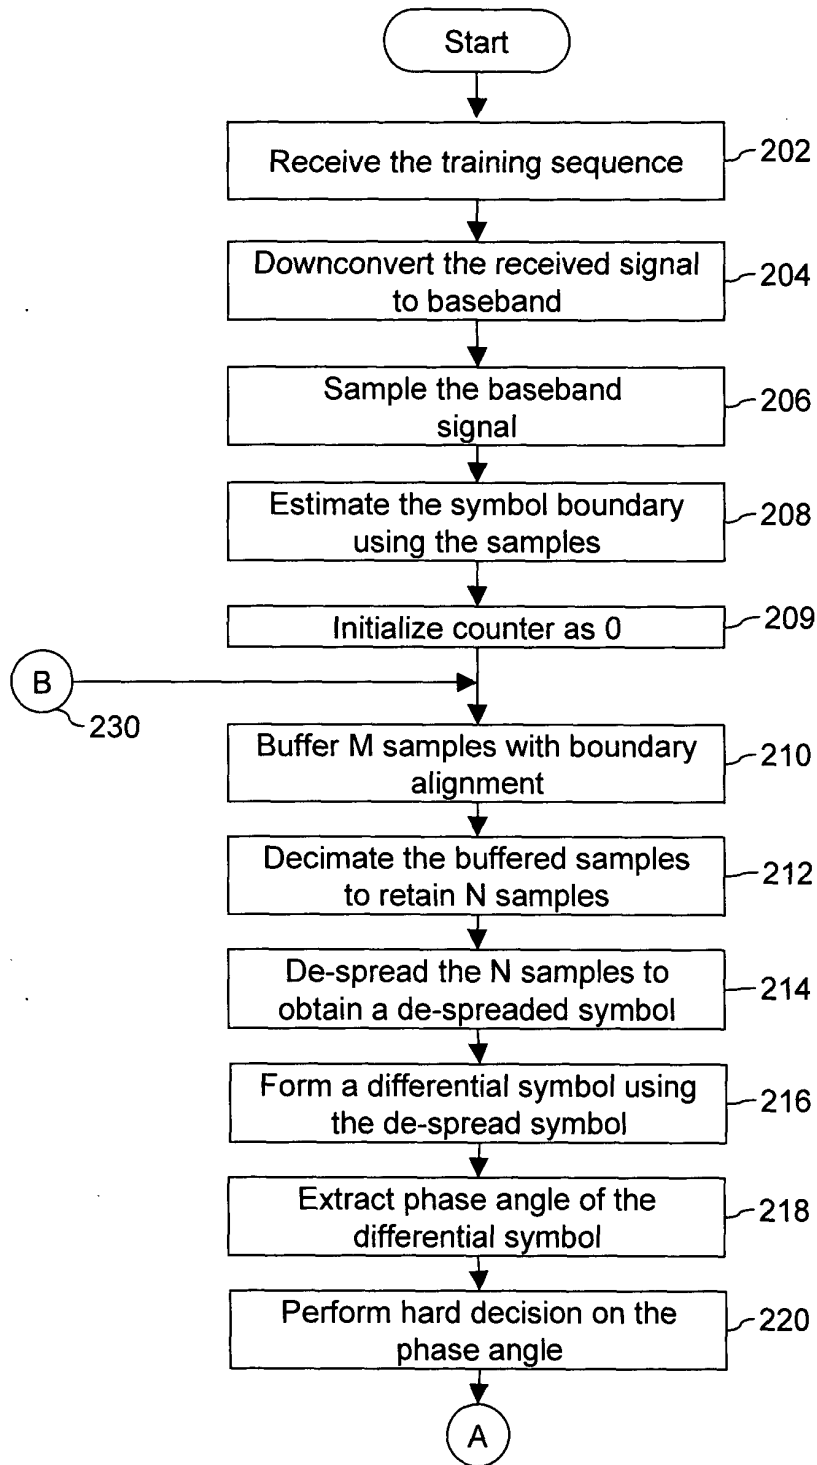 Start
Receive the training sequence
202
Downconvert the received signal
to baseband
204
Sample the baseband
signal
206
Estimate the symbol boundary
using the samples
208
Initialize counter as 0
209
B
230
Buffer M samples with boundary
alignment
210
Decimate the buffered samples
to retain N samples
212
De-spread the N samples to
obtain a de-spreaded symbol
214
Form a differential symbol using
the de-spread symbol
216
Extract phase angle of the
differential symbol
218
Perform hard decision on the
phase angle
220
A